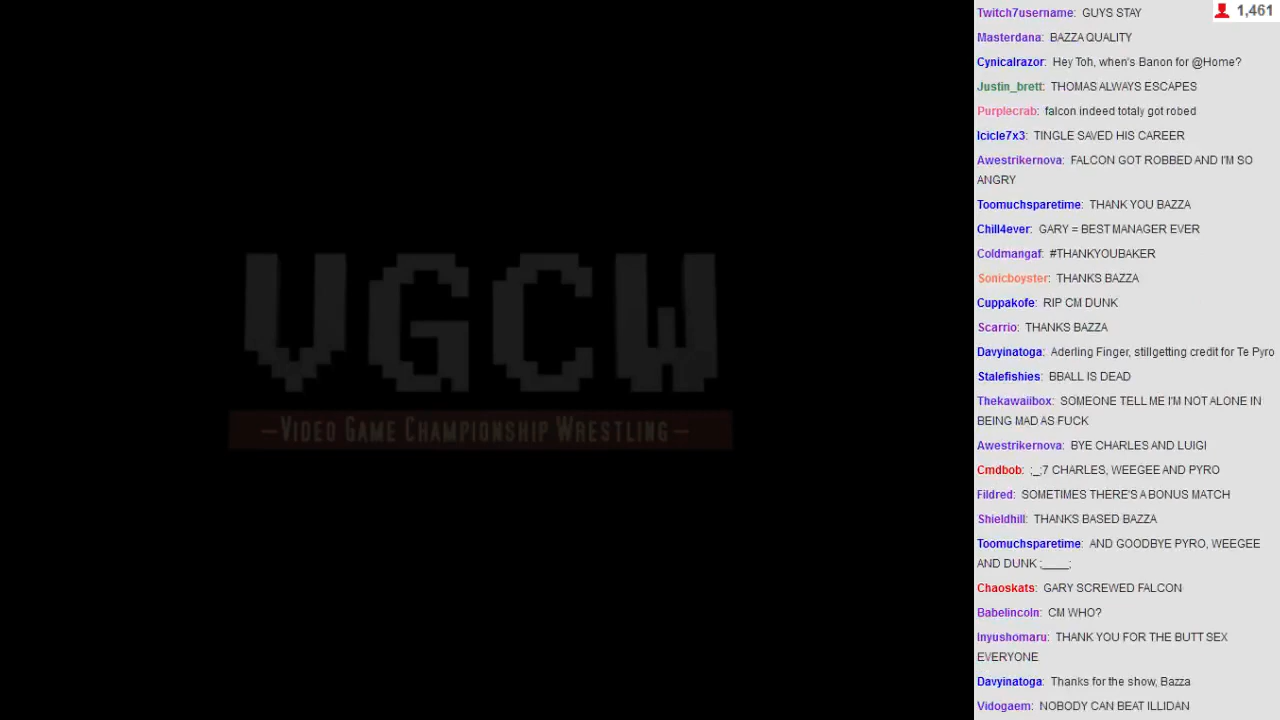 VGCW
–VIDEO GAME CHAMPIONSHIP WRESTLING–
1,461
Twitch7username: GUYS STAY
Masterdana: BAZZA QUALITY
Cynicalrazor: Hey Toh, when's Banon for @Home?
Justin_brett: THOMAS ALWAYS ESCAPES
Purplecrab: falcon indeed totaly got robed
Icicle7x3: TINGLE SAVED HIS CAREER
Awestrikernova: FALCON GOT ROBBED AND I'M SO
ANGRY
Toomuchsparetime: THANK YOU BAZZA
Chill4ever: GARY = BEST MANAGER EVER
Coldmangaf: #THANKYOUBAKER
Sonicboyster: THANKS BAZZA
Cuppakofe: RIP CM DUNK
Scarrio: THANKS BAZZA
Davyinatoga: Aderling Finger, stillgetting credit for Te Pyro
Stalefishies: BBALL IS DEAD
Thekawaiibox: SOMEONE TELL ME I'M NOT ALONE IN
BEING MAD AS FUCK
Awestrikernova: BYE CHARLES AND LUIGI
Cmdbob: ;_;7 CHARLES, WEEGEE AND PYRO
Fildred: SOMETIMES THERE'S A BONUS MATCH
Shieldhill: THANKS BASED BAZZA
Toomuchsparetime: AND GOODBYE PYRO, WEEGEE
AND DUNK ;____;
Chaoskats: GARY SCREWED FALCON
Babelincoln: CM WHO?
Inyushomaru: THANK YOU FOR THE BUTT SEX
EVERYONE
Davyinatoga: Thanks for the show, Bazza
Vidogaem: NOBODY CAN BEAT ILLIDAN